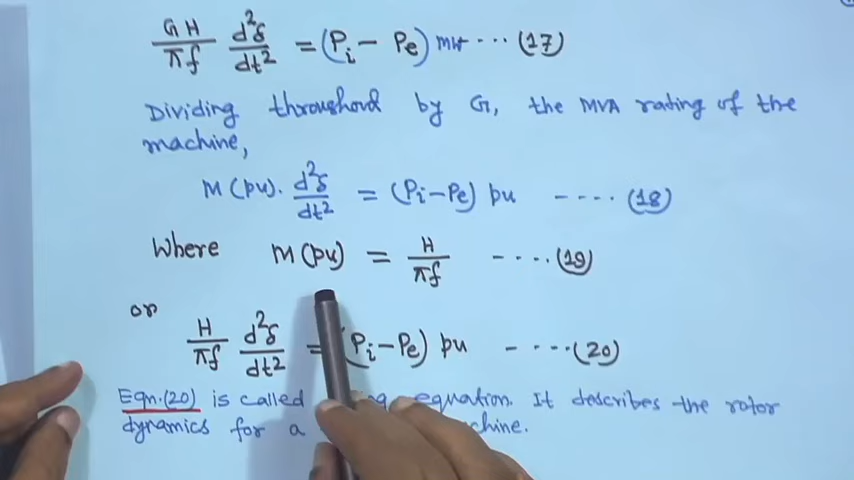 GH/πf d²δ/dt² = (Pi − Pe) MW ---- (17)
Dividing throughout by G, the MVA rating of the
machine,
M(pu). d²δ/dt² = (Pi−Pe) pu ----- (18)
Where M(pu) = H/πf ----- (19)
or
H/πf d²δ/dt² = (Pi−Pe) pu ----- (20)
Eqn.(20) is called equation. It describes the rotor
dynamics for a